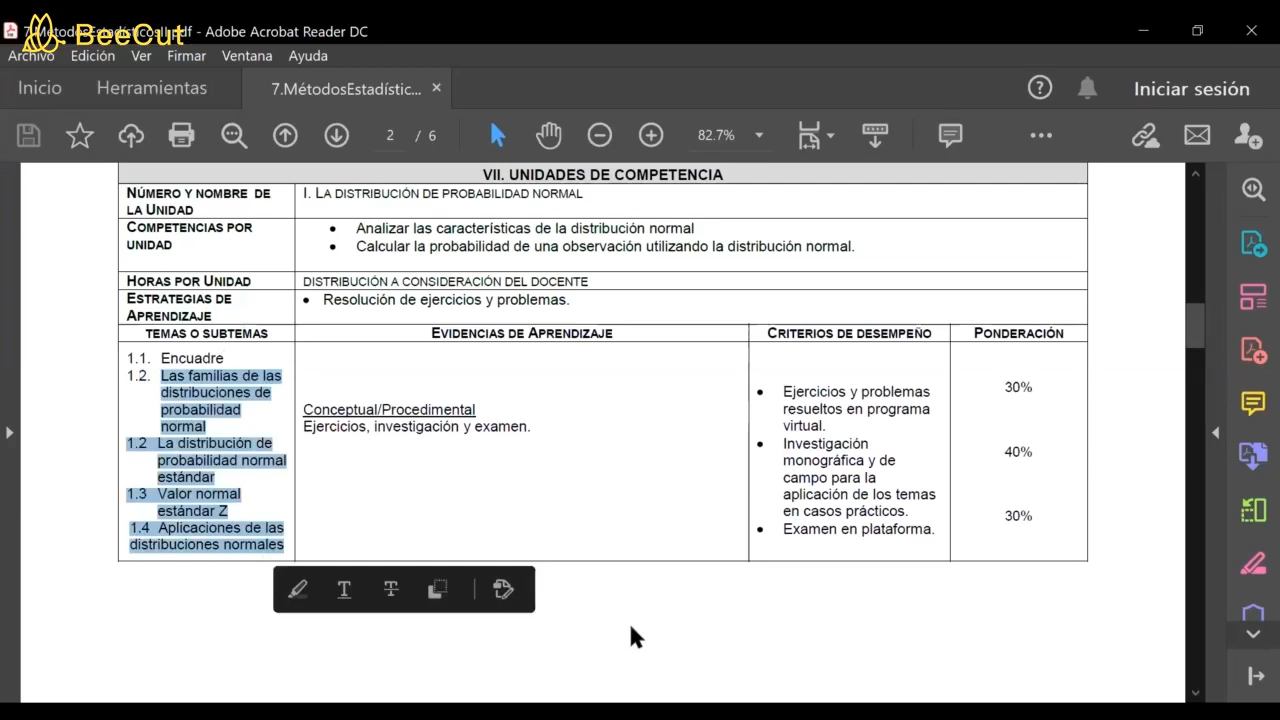 7.MétodosEstadísticosII.pdf - Adobe Acrobat Reader DC
BeeCut
Archivo Edición Ver Firmar Ventana Ayuda
Inicio Herramientas 7.MétodosEstadístic... × Iniciar sesión
2 / 6 82.7%
VII. UNIDADES DE COMPETENCIA
NÚMERO Y NOMBRE DE
LA UNIDAD
I. LA DISTRIBUCIÓN DE PROBABILIDAD NORMAL
COMPETENCIAS POR
UNIDAD
• Analizar las características de la distribución normal
• Calcular la probabilidad de una observación utilizando la distribución normal.
HORAS POR UNIDAD
DISTRIBUCIÓN A CONSIDERACIÓN DEL DOCENTE
ESTRATEGIAS DE
APRENDIZAJE
• Resolución de ejercicios y problemas.
TEMAS O SUBTEMAS
EVIDENCIAS DE APRENDIZAJE
CRITERIOS DE DESEMPEÑO
PONDERACIÓN
1.1. Encuadre
1.2. Las familias de las
distribuciones de
probabilidad
normal
1.2 La distribución de
probabilidad normal
estándar
1.3 Valor normal
estándar Z
1.4 Aplicaciones de las
distribuciones normales
Conceptual/Procedimental
Ejercicios, investigación y examen.
• Ejercicios y problemas
resueltos en programa
virtual.
• Investigación
monográfica y de
campo para la
aplicación de los temas
en casos prácticos.
• Examen en plataforma.
30%
40%
30%